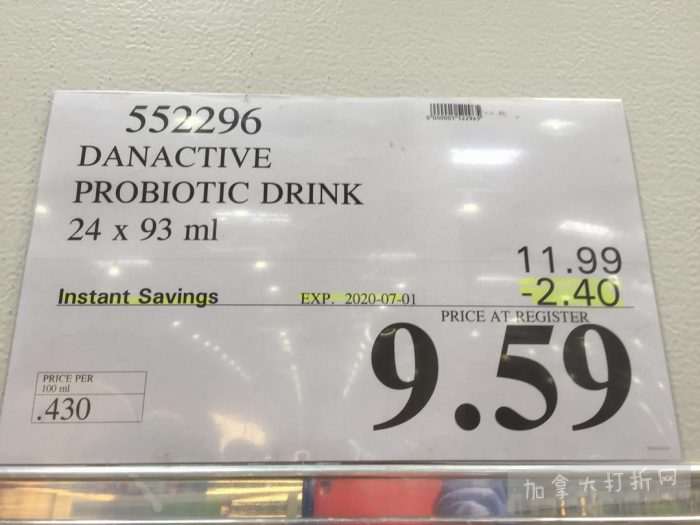 552296
DANACTIVE
PROBIOTIC DRINK
24 x 93 ml
11.99
Instant Savings EXP. 2020-07-01 -2.40
PRICE AT REGISTER
9.59
PRICE PER
100 ml
.430
加拿大打折网